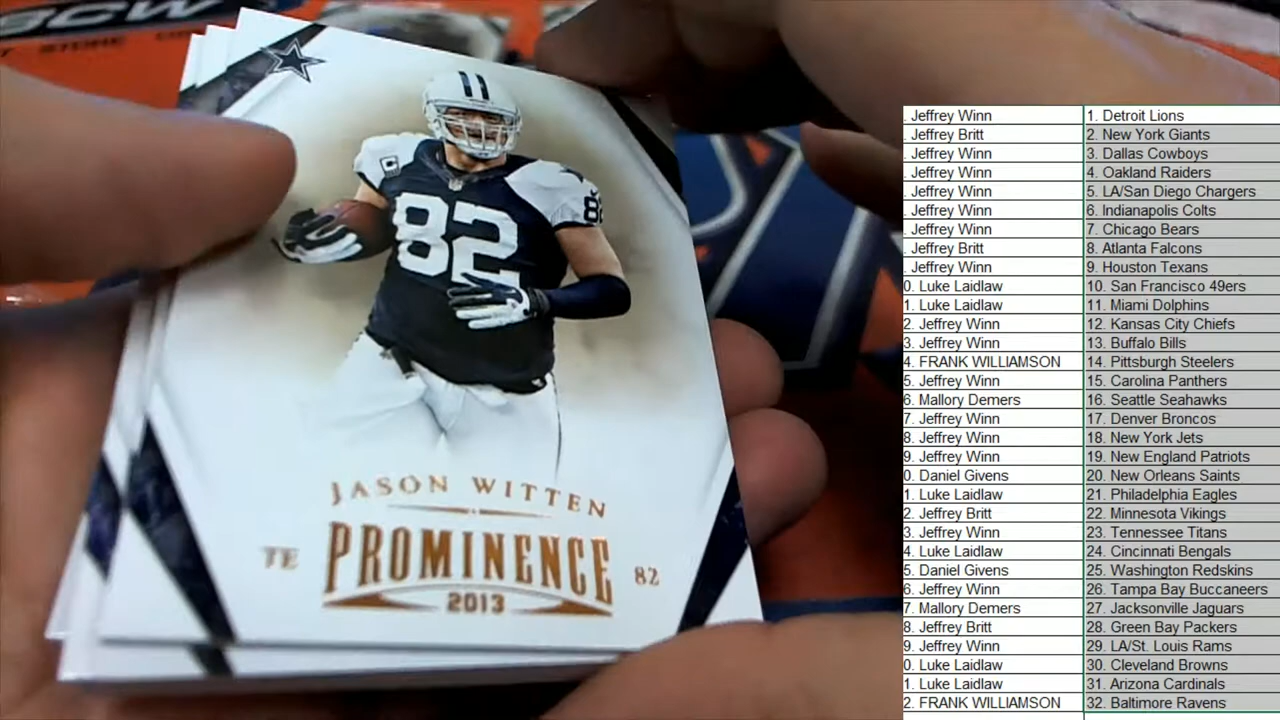 BCW
STORE
82
82
JASON WITTEN
TE PROMINENCE 82
2013
. Jeffrey Winn 1. Detroit Lions
. Jeffrey Britt 2. New York Giants
. Jeffrey Winn 3. Dallas Cowboys
. Jeffrey Winn 4. Oakland Raiders
. Jeffrey Winn 5. LA/San Diego Chargers
. Jeffrey Winn 6. Indianapolis Colts
. Jeffrey Winn 7. Chicago Bears
. Jeffrey Britt 8. Atlanta Falcons
. Jeffrey Winn 9. Houston Texans
0. Luke Laidlaw 10. San Francisco 49ers
1. Luke Laidlaw 11. Miami Dolphins
2. Jeffrey Winn 12. Kansas City Chiefs
3. Jeffrey Winn 13. Buffalo Bills
4. FRANK WILLIAMSON 14. Pittsburgh Steelers
5. Jeffrey Winn 15. Carolina Panthers
6. Mallory Demers 16. Seattle Seahawks
7. Jeffrey Winn 17. Denver Broncos
8. Jeffrey Winn 18. New York Jets
9. Jeffrey Winn 19. New England Patriots
0. Daniel Givens 20. New Orleans Saints
1. Luke Laidlaw 21. Philadelphia Eagles
2. Jeffrey Britt 22. Minnesota Vikings
3. Jeffrey Winn 23. Tennessee Titans
4. Luke Laidlaw 24. Cincinnati Bengals
5. Daniel Givens 25. Washington Redskins
6. Jeffrey Winn 26. Tampa Bay Buccaneers
7. Mallory Demers 27. Jacksonville Jaguars
8. Jeffrey Britt 28. Green Bay Packers
9. Jeffrey Winn 29. LA/St. Louis Rams
0. Luke Laidlaw 30. Cleveland Browns
1. Luke Laidlaw 31. Arizona Cardinals
2. FRANK WILLIAMSON 32. Baltimore Ravens